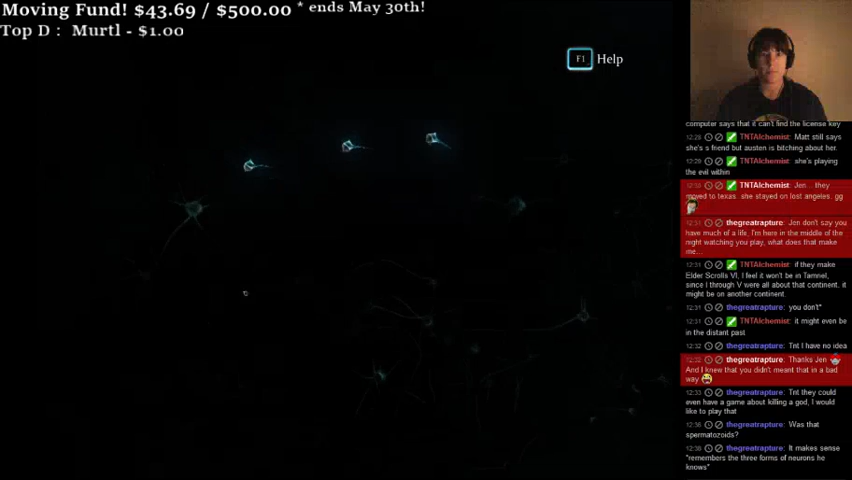 Moving Fund! $43.69 / $500.00 * ends May 30th!
Top D : Murtl - $1.00
F1 Help
computer says that it can't find the license key
12:28 TNTAlchemist: Matt still says
she's s friend but austen is bitching about her.
12:29 TNTAlchemist: she's playing
the evil within
TNTAlchemist: Jen... they
moved to texas. she stayed on lost angeles. gg
12:31 thegreatrapture: Jen don't say you
have much of a life, I'm here in the middle of the
night watching you play, what does that make
me...
12:31 TNTAlchemist: if they make
Elder Scrolls VI, I feel it won't be in Tamriel,
since I through V were all about that continent. it
might be on another continent.
12:31 thegreatrapture: you don't*
12:31 TNTAlchemist: it might even be
in the distant past
12:32 thegreatrapture: Tnt I have no idea
12:32 thegreatrapture: Thanks Jen
And I knew that you didn't meant that in a bad
way
12:33 thegreatrapture: Tnt they could
even have a game about killing a god, I would
like to play that
12:38 thegreatrapture: Was that
spermatozoids?
12:38 thegreatrapture: It makes sense
*remembers the three forms of neurons he
knows*